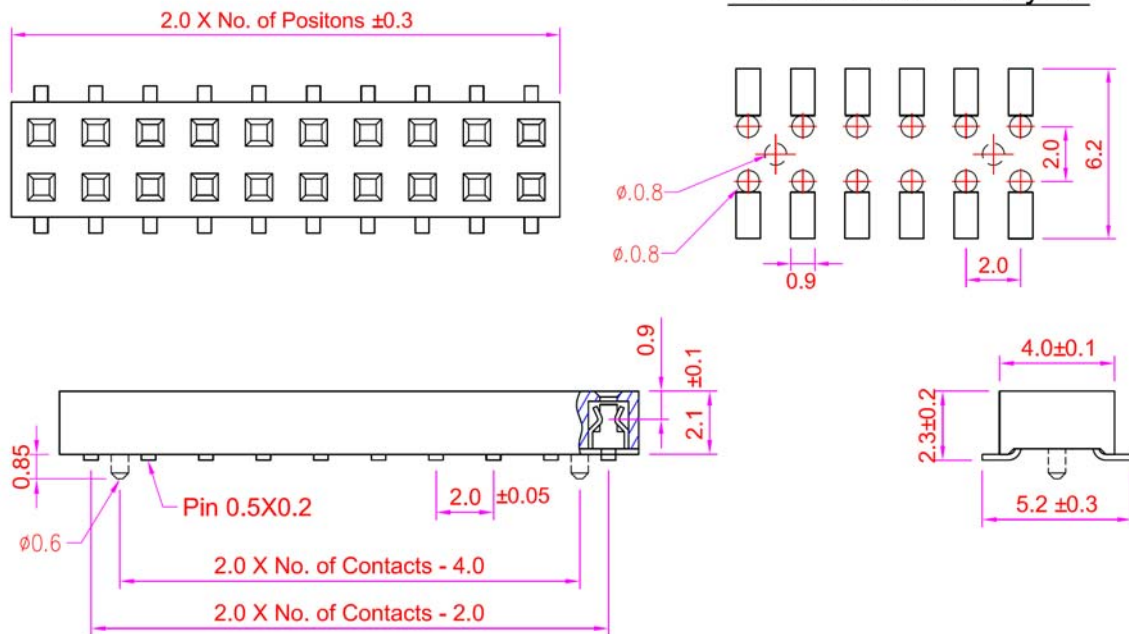 2.0 X No. of Positons ±0.3
6.2
2.0
ø.0.8
ø.0.8
0.9
2.0
0.9
±0.1
2.1
4.0±0.1
2.3±0.2
5.2 ±0.3
0.85
Pin 0.5X0.2
2.0 ±0.05
ø0.6
2.0 X No. of Contacts - 4.0
2.0 X No. of Contacts - 2.0